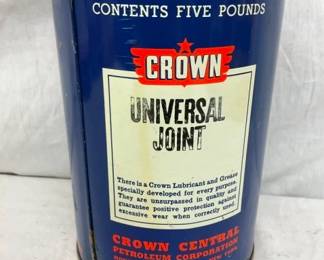 CONTENTS FIVE POUNDS
CROWN
UNIVERSAL
JOINT
There is a Crown Lubricant and Grease
specially developed for every purpose.
They are unsurpassed in quality and
guarantee positive protection against
excessive wear when correctly used.
CROWN CENTRAL
PETROLEUM CORPORATION